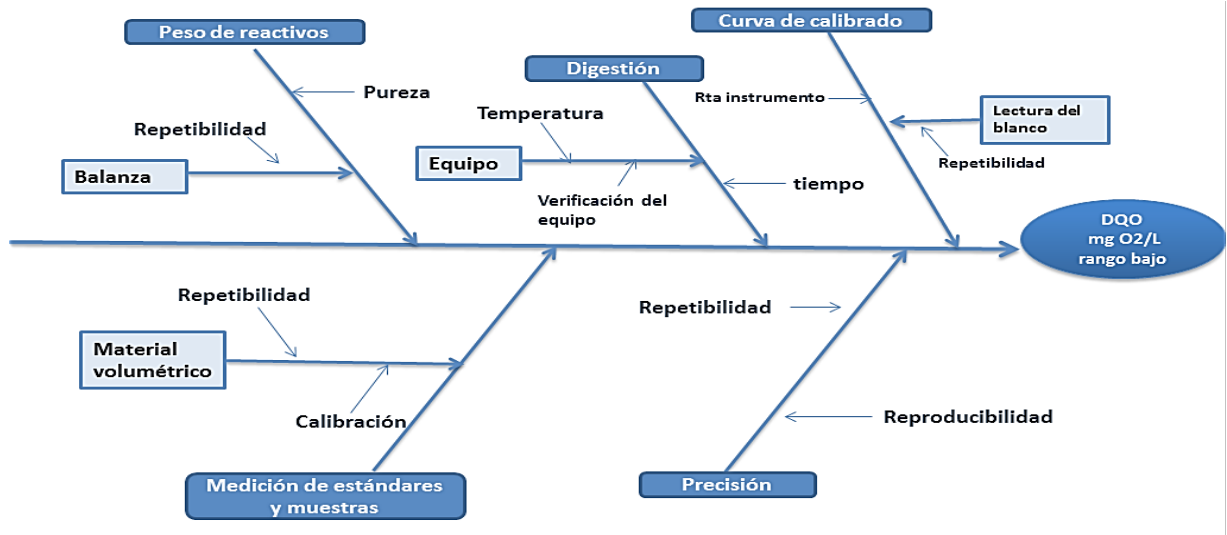 Peso de reactivos
Curva de calibrado
Digestión
Pureza
Rta instrumento
Temperatura
Lectura del
blanco
Repetibilidad
Repetibilidad
Equipo
Balanza
tiempo
Verificación del
equipo
DQO
mg O2/L
rango bajo
Repetibilidad
Repetibilidad
Material
volumétrico
Calibración
Reproducibilidad
Medición de estándares
y muestras
Precisión